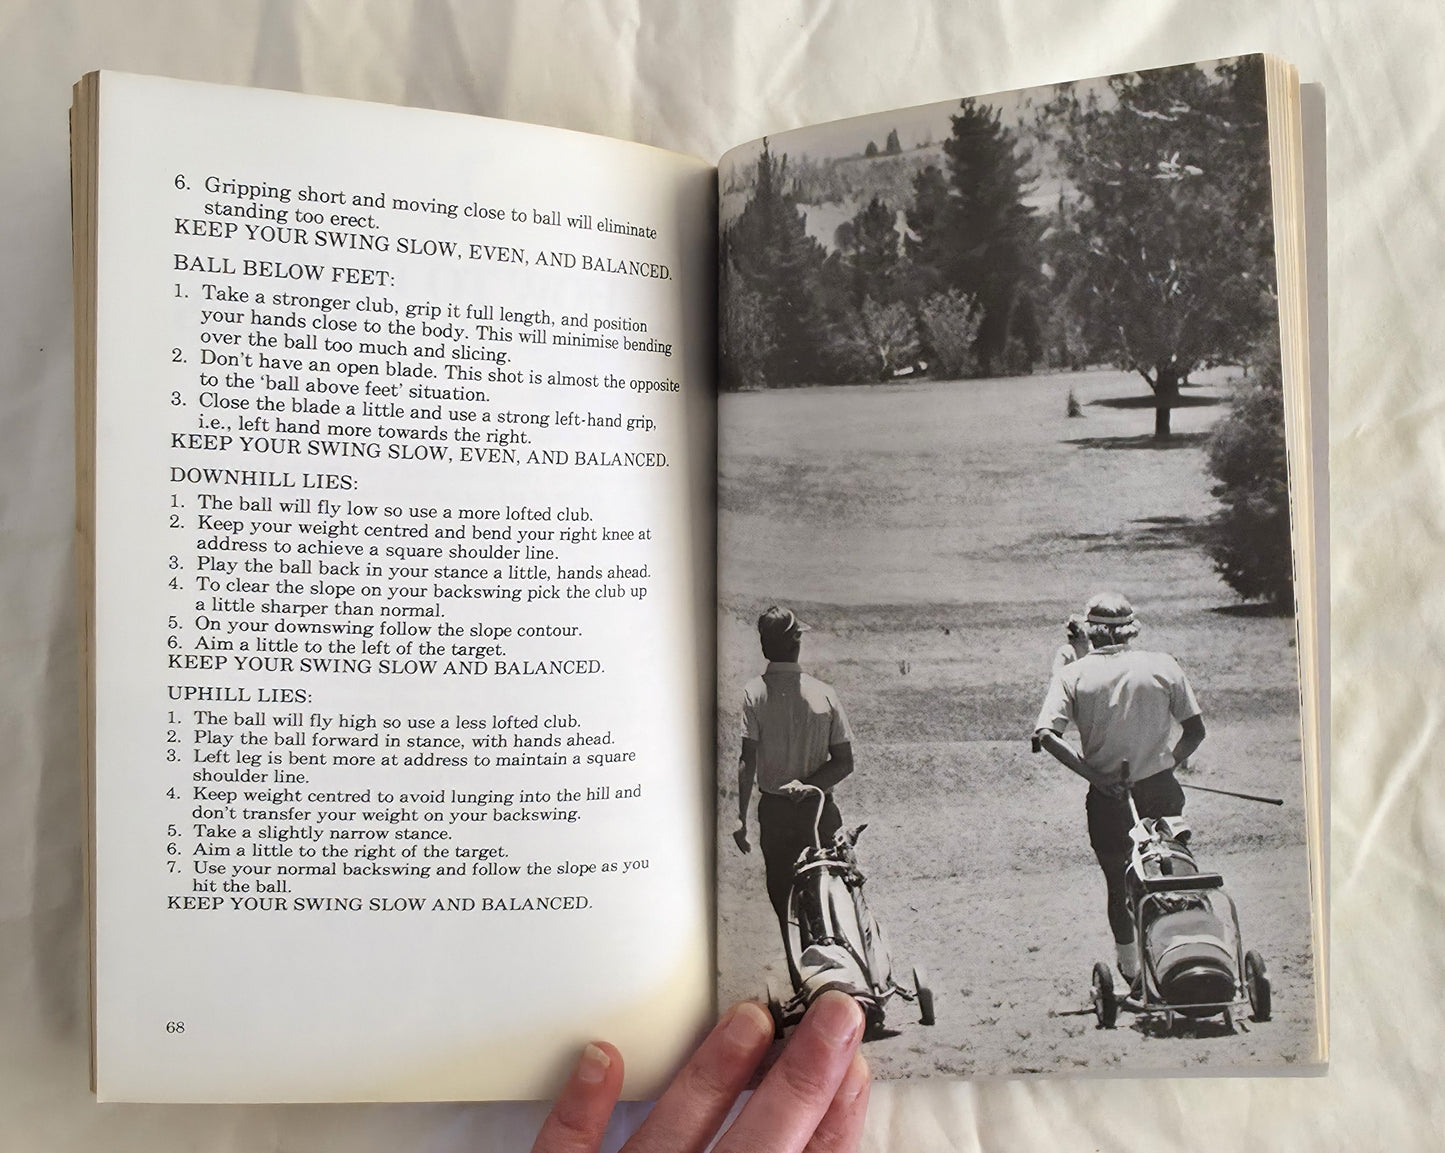 6. Gripping short and moving close to ball will eliminate
standing too erect.
KEEP YOUR SWING SLOW, EVEN, AND BALANCED.
BALL BELOW FEET:
1. Take a stronger club, grip it full length, and position
your hands close to the body. This will minimise bending
over the ball too much and slicing.
2. Don't have an open blade. This shot is almost the opposite
to the 'ball above feet' situation.
3. Close the blade a little and use a strong left-hand grip,
i.e., left hand more towards the right.
KEEP YOUR SWING SLOW, EVEN, AND BALANCED.
DOWNHILL LIES:
1. The ball will fly low so use a more lofted club.
2. Keep your weight centred and bend your right knee at
address to achieve a square shoulder line.
3. Play the ball back in your stance a little, hands ahead.
4. To clear the slope on your backswing pick the club up
a little sharper than normal.
5. On your downswing follow the slope contour.
6. Aim a little to the left of the target.
KEEP YOUR SWING SLOW AND BALANCED.
UPHILL LIES:
1. The ball will fly high so use a less lofted club.
2. Play the ball forward in stance, with hands ahead.
3. Left leg is bent more at address to maintain a square
shoulder line.
4. Keep weight centred to avoid lunging into the hill and
don't transfer your weight on your backswing.
5. Take a slightly narrow stance.
6. Aim a little to the right of the target.
7. Use your normal backswing and follow the slope as you
hit the ball.
KEEP YOUR SWING SLOW AND BALANCED.
68